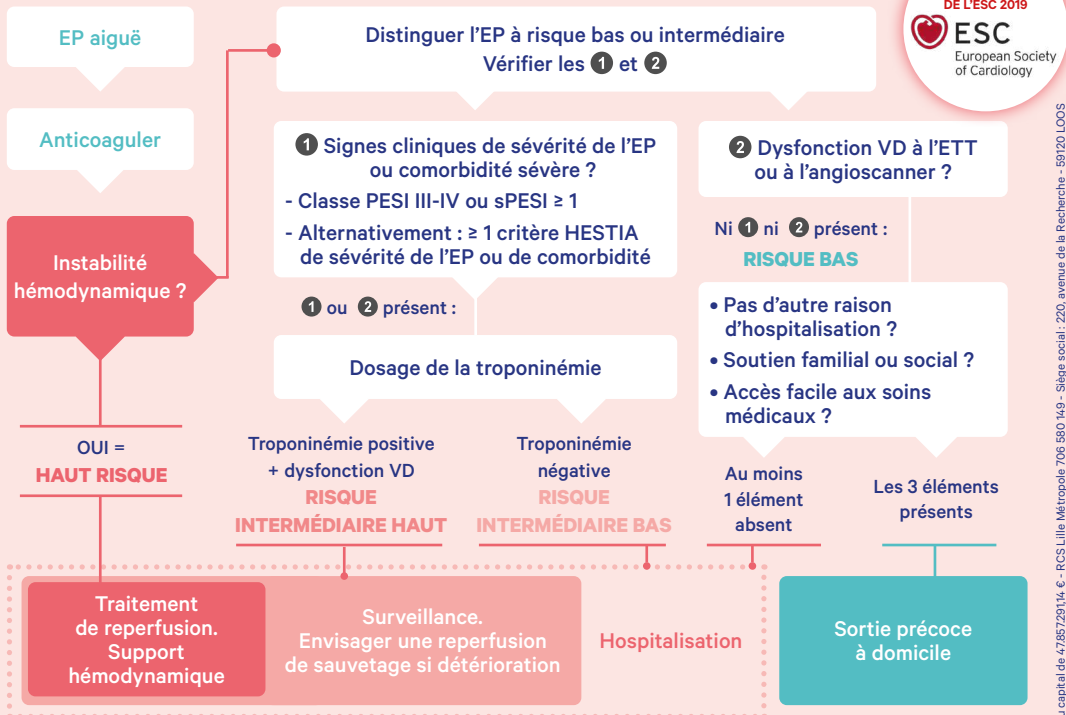 DE L'ESC 2019
ESC
European Society
of Cardiology
EP aiguë
Anticoaguler
Instabilité
hémodynamique ?
OUI =
HAUT RISQUE
Distinguer l'EP à risque bas ou intermédiaire
Vérifier les 1 et 2
1 Signes cliniques de sévérité de l'EP
ou comorbidité sévère ?
- Classe PESI III-IV ou sPESI ≥ 1
- Alternativement : ≥ 1 critère HESTIA
de sévérité de l'EP ou de comorbidité
1 ou 2 présent :
Dosage de la troponinémie
Troponinémie positive
+ dysfonction VD
RISQUE
INTERMÉDIAIRE HAUT
Troponinémie
négative
RISQUE
INTERMÉDIAIRE BAS
2 Dysfonction VD à l'ETT
ou à l'angioscanner ?
Ni 1 ni 2 présent :
RISQUE BAS
• Pas d'autre raison
d'hospitalisation ?
• Soutien familial ou social ?
• Accès facile aux soins
médicaux ?
Au moins
1 élément
absent
Les 3 éléments
présents
Traitement
de reperfusion.
Support
hémodynamique
Surveillance.
Envisager une reperfusion
de sauvetage si détérioration
Hospitalisation
Sortie précoce
à domicile
capital de 47.857.291,14 € - RCS Lille Métropole 706 580 149 - Siège social : 220, avenue de la Recherche - 59120 LOOS